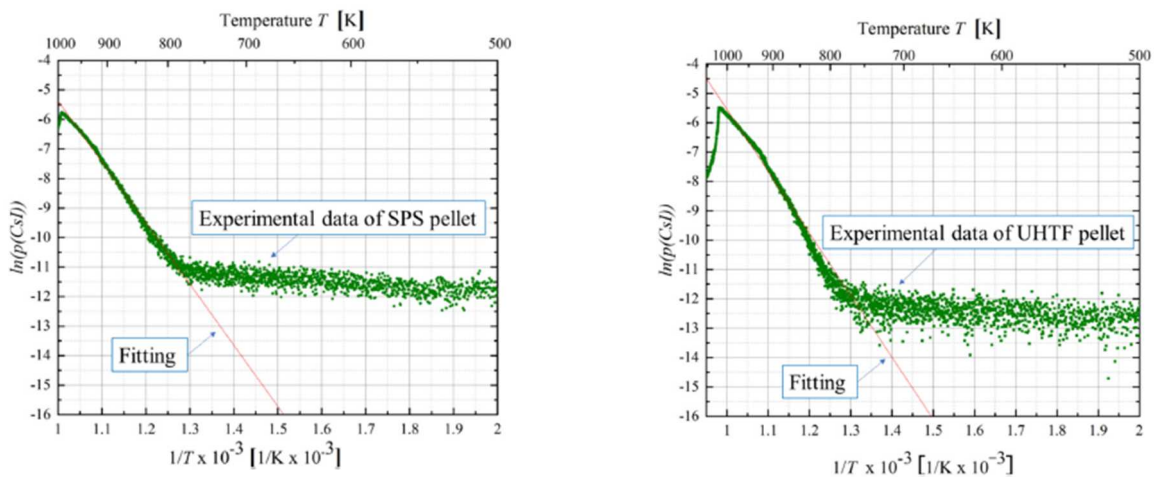 Temperature T [K]
1000 900 800 700 600 500
-4
-5
-6
-7
-8
-9
-10
-11
-12
-13
-14
-15
-16
ln(p(CsI))
Experimental data of SPS pellet
Fitting
1 1.1 1.2 1.3 1.4 1.5 1.6 1.7 1.8 1.9 2
1/T x 10⁻³ [1/K x 10⁻³]
Temperature T [K]
1000 900 800 700 600 500
-4
-5
-6
-7
-8
-9
-10
-11
-12
-13
-14
-15
-16
ln(p(CsI))
Experimental data of UHTF pellet
Fitting
1 1.1 1.2 1.3 1.4 1.5 1.6 1.7 1.8 1.9 2
1/T x 10⁻³ [1/K x 10⁻³]